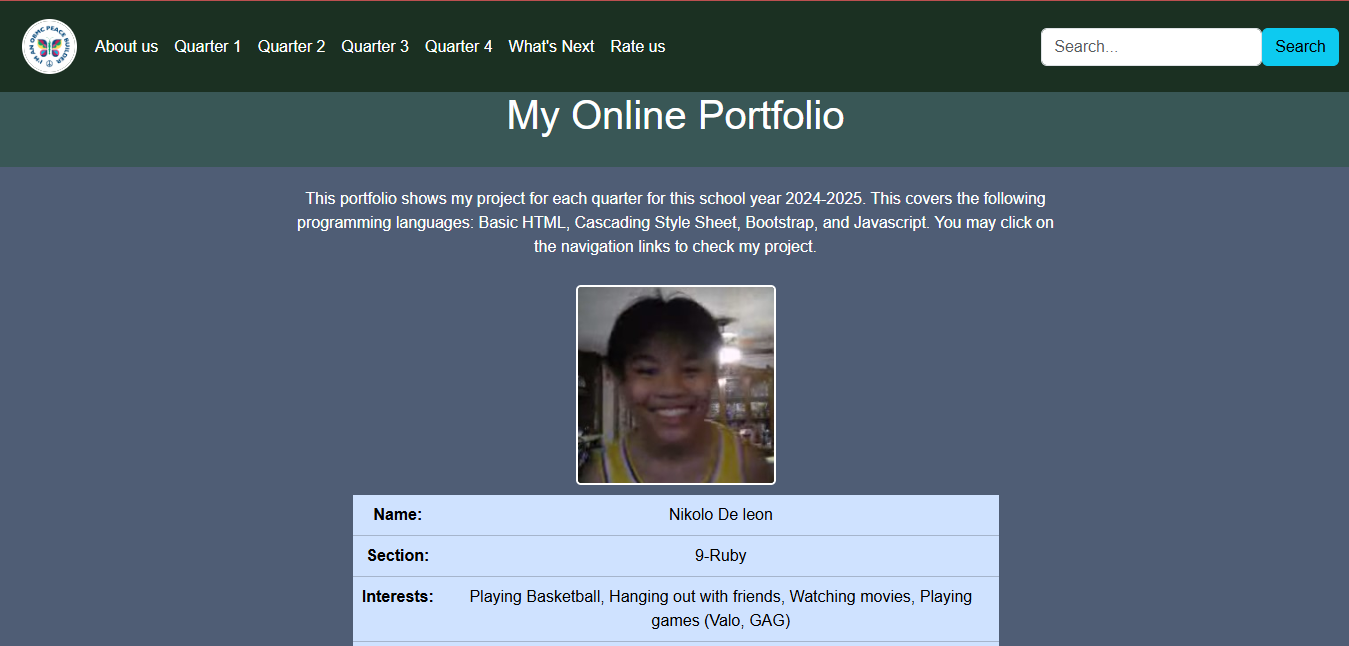 I'M AN OBMC PEACE BUILDER
About us Quarter 1 Quarter 2 Quarter 3 Quarter 4 What's Next Rate us
Search... Search
My Online Portfolio
This portfolio shows my project for each quarter for this school year 2024-2025. This covers the following
programming languages: Basic HTML, Cascading Style Sheet, Bootstrap, and Javascript. You may click on
the navigation links to check my project.
Name: Nikolo De leon
Section: 9-Ruby
Interests: Playing Basketball, Hanging out with friends, Watching movies, Playing
games (Valo, GAG)